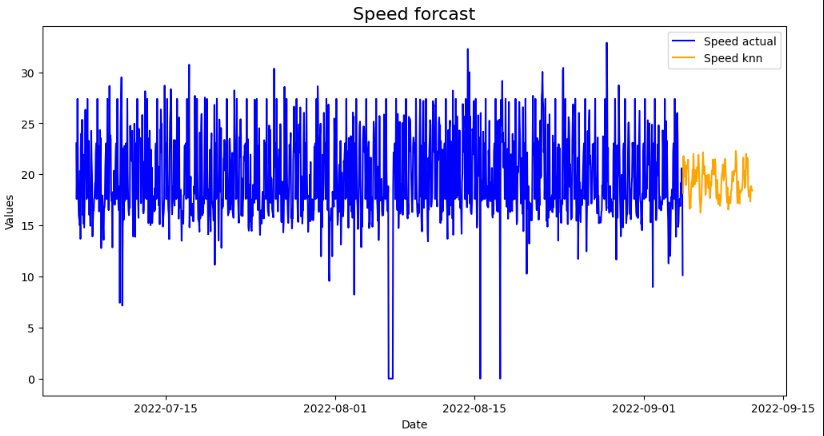 Speed forcast
Speed actual
Speed knn
30
25
20
15
10
5
0
Values
2022-07-15
2022-08-01
2022-08-15
2022-09-01
2022-09-15
Date